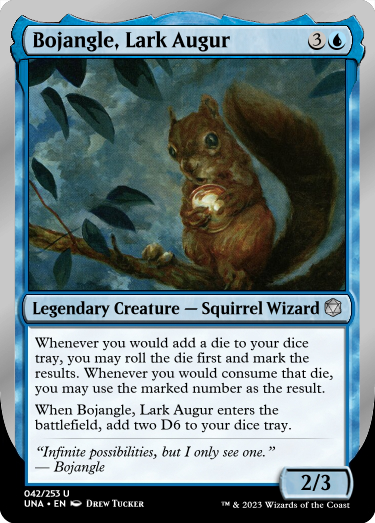 Bojangle, Lark Augur 3
Legendary Creature — Squirrel Wizard
Whenever you would add a die to your dice
tray, you may roll the die first and mark the
results. Whenever you would consume that die,
you may use the marked number as the result.
When Bojangle, Lark Augur enters the
battlefield, add two D6 to your dice tray.
“Infinite possibilities, but I only see one.”
— Bojangle
2/3
042/253 U
UNA • EN DREW TUCKER
™ & 2023 Wizards of the Coast